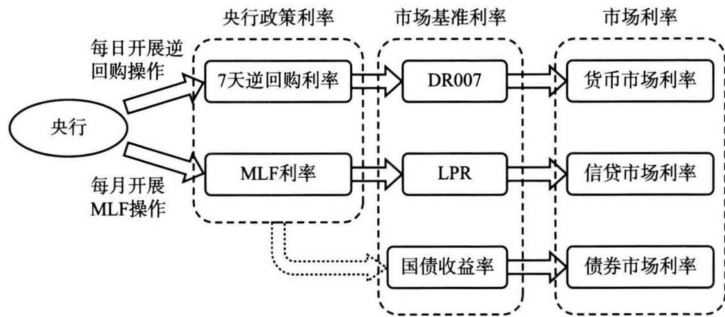 央行政策利率
市场基准利率
市场利率
每日开展逆
回购操作
7天逆回购利率
DR007
货币市场利率
央行
MLF利率
LPR
信贷市场利率
每月开展
MLF操作
国债收益率
债券市场利率